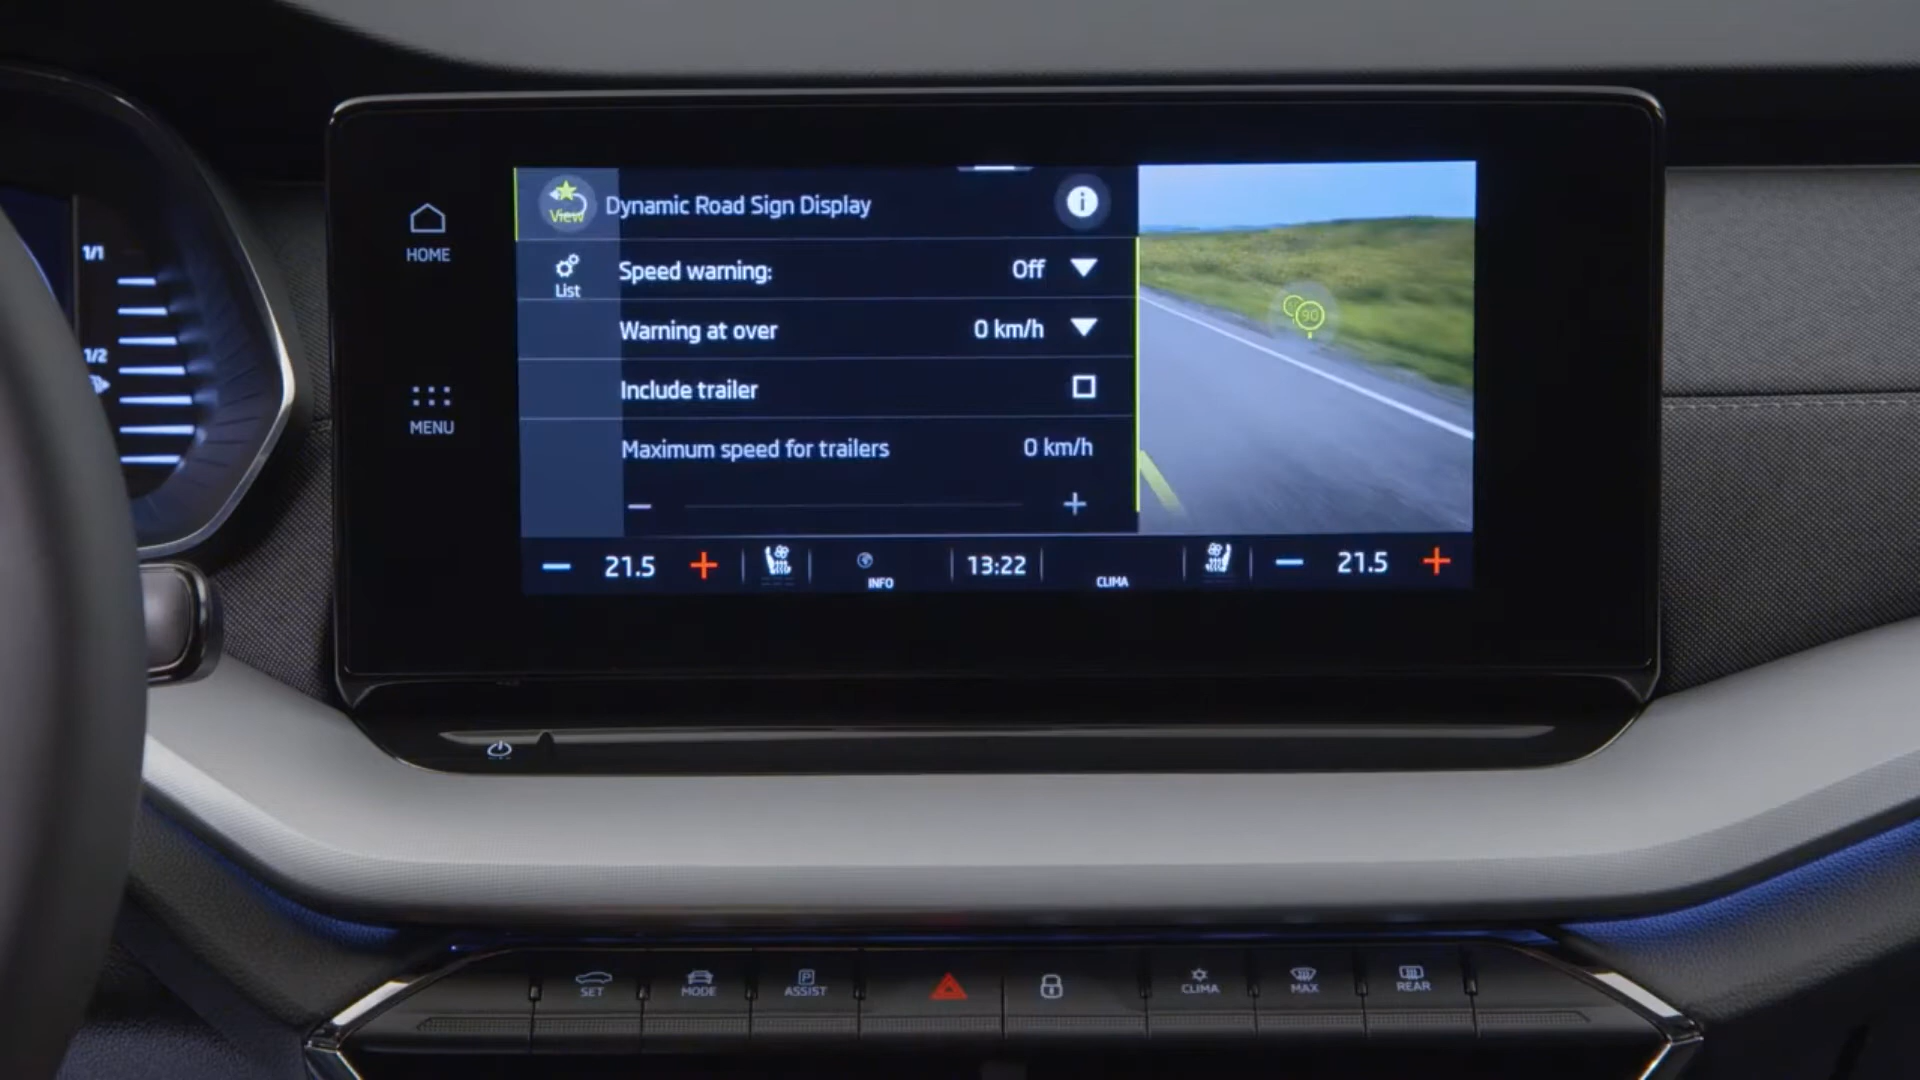 1/1
1/2
HOME
MENU
View
Dynamic Road Sign Display
i
List
Speed warning: Off
Warning at over 0 km/h
Include trailer
Maximum speed for trailers 0 km/h
90
21.5
INFO
13:22
CLIMA
21.5
SET
MODE
P
ASSIST
CLIMA
MAX
REAR